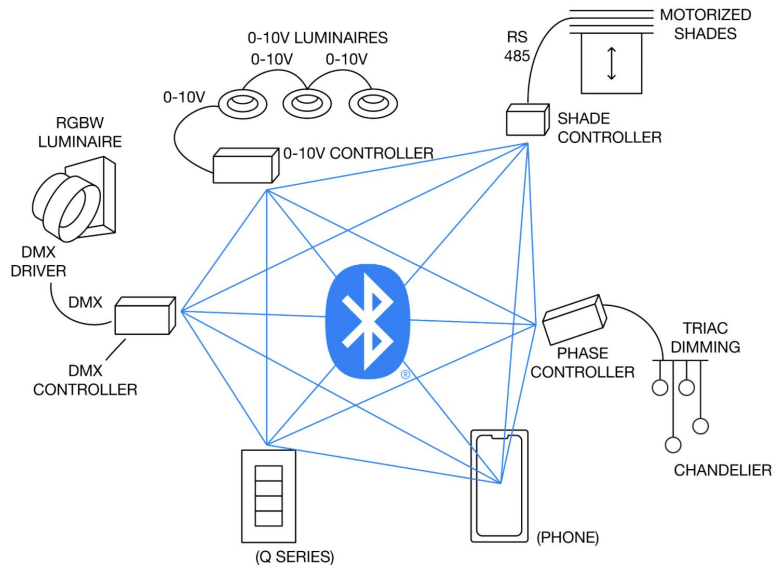 0-10V LUMINAIRES
0-10V
0-10V
0-10V
0-10V CONTROLLER
RS
485
MOTORIZED
SHADES
SHADE
CONTROLLER
RGBW
LUMINAIRE
DMX
DRIVER
DMX
DMX
CONTROLLER
PHASE
CONTROLLER
TRIAC
DIMMING
CHANDELIER
®
(Q SERIES)
(PHONE)